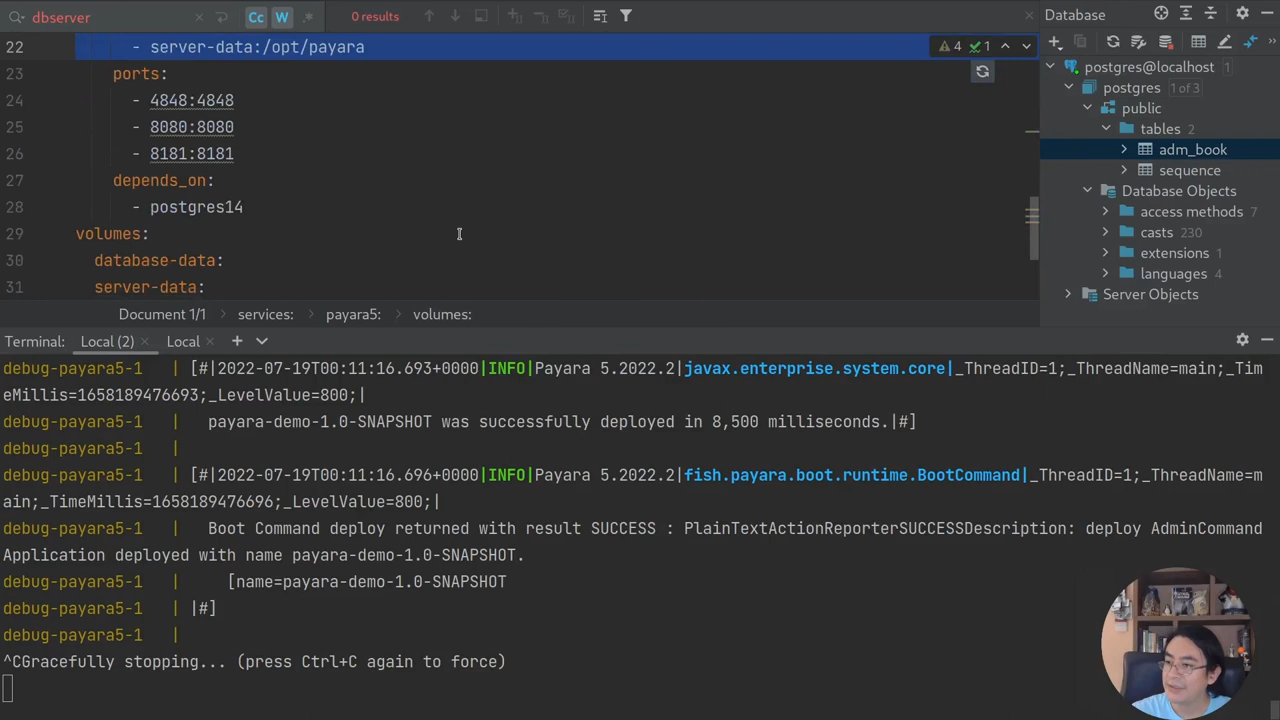 dbserver
Cc W .* 0 results
22 - server-data:/opt/payara
4 1
23 ports:
24 - 4848:4848
25 - 8080:8080
26 - 8181:8181
27 depends_on:
28 - postgres14
29 volumes:
30 database-data:
31 server-data:
Document 1/1 services: payara5: volumes:
Database
postgres@localhost 1
postgres 1 of 3
public
tables 2
adm_book
sequence
Database Objects
access methods 7
casts 230
extensions 1
languages 4
Server Objects
Terminal: Local (2) Local
debug-payara5-1 | [#|2022-07-19T00:11:16.693+0000|INFO|Payara 5.2022.2|javax.enterprise.system.core|_ThreadID=1;_ThreadName=main;_Tim
eMillis=1658189476693;_LevelValue=800;|
debug-payara5-1 | payara-demo-1.0-SNAPSHOT was successfully deployed in 8,500 milliseconds.|#]
debug-payara5-1 |
debug-payara5-1 | [#|2022-07-19T00:11:16.696+0000|INFO|Payara 5.2022.2|fish.payara.boot.runtime.BootCommand|_ThreadID=1;_ThreadName=m
ain;_TimeMillis=1658189476696;_LevelValue=800;|
debug-payara5-1 | Boot Command deploy returned with result SUCCESS : PlainTextActionReporterSUCCESSDescription: deploy AdminCommand
Application deployed with name payara-demo-1.0-SNAPSHOT.
debug-payara5-1 | [name=payara-demo-1.0-SNAPSHOT
debug-payara5-1 | |#]
debug-payara5-1 |
^CGracefully stopping... (press Ctrl+C again to force)